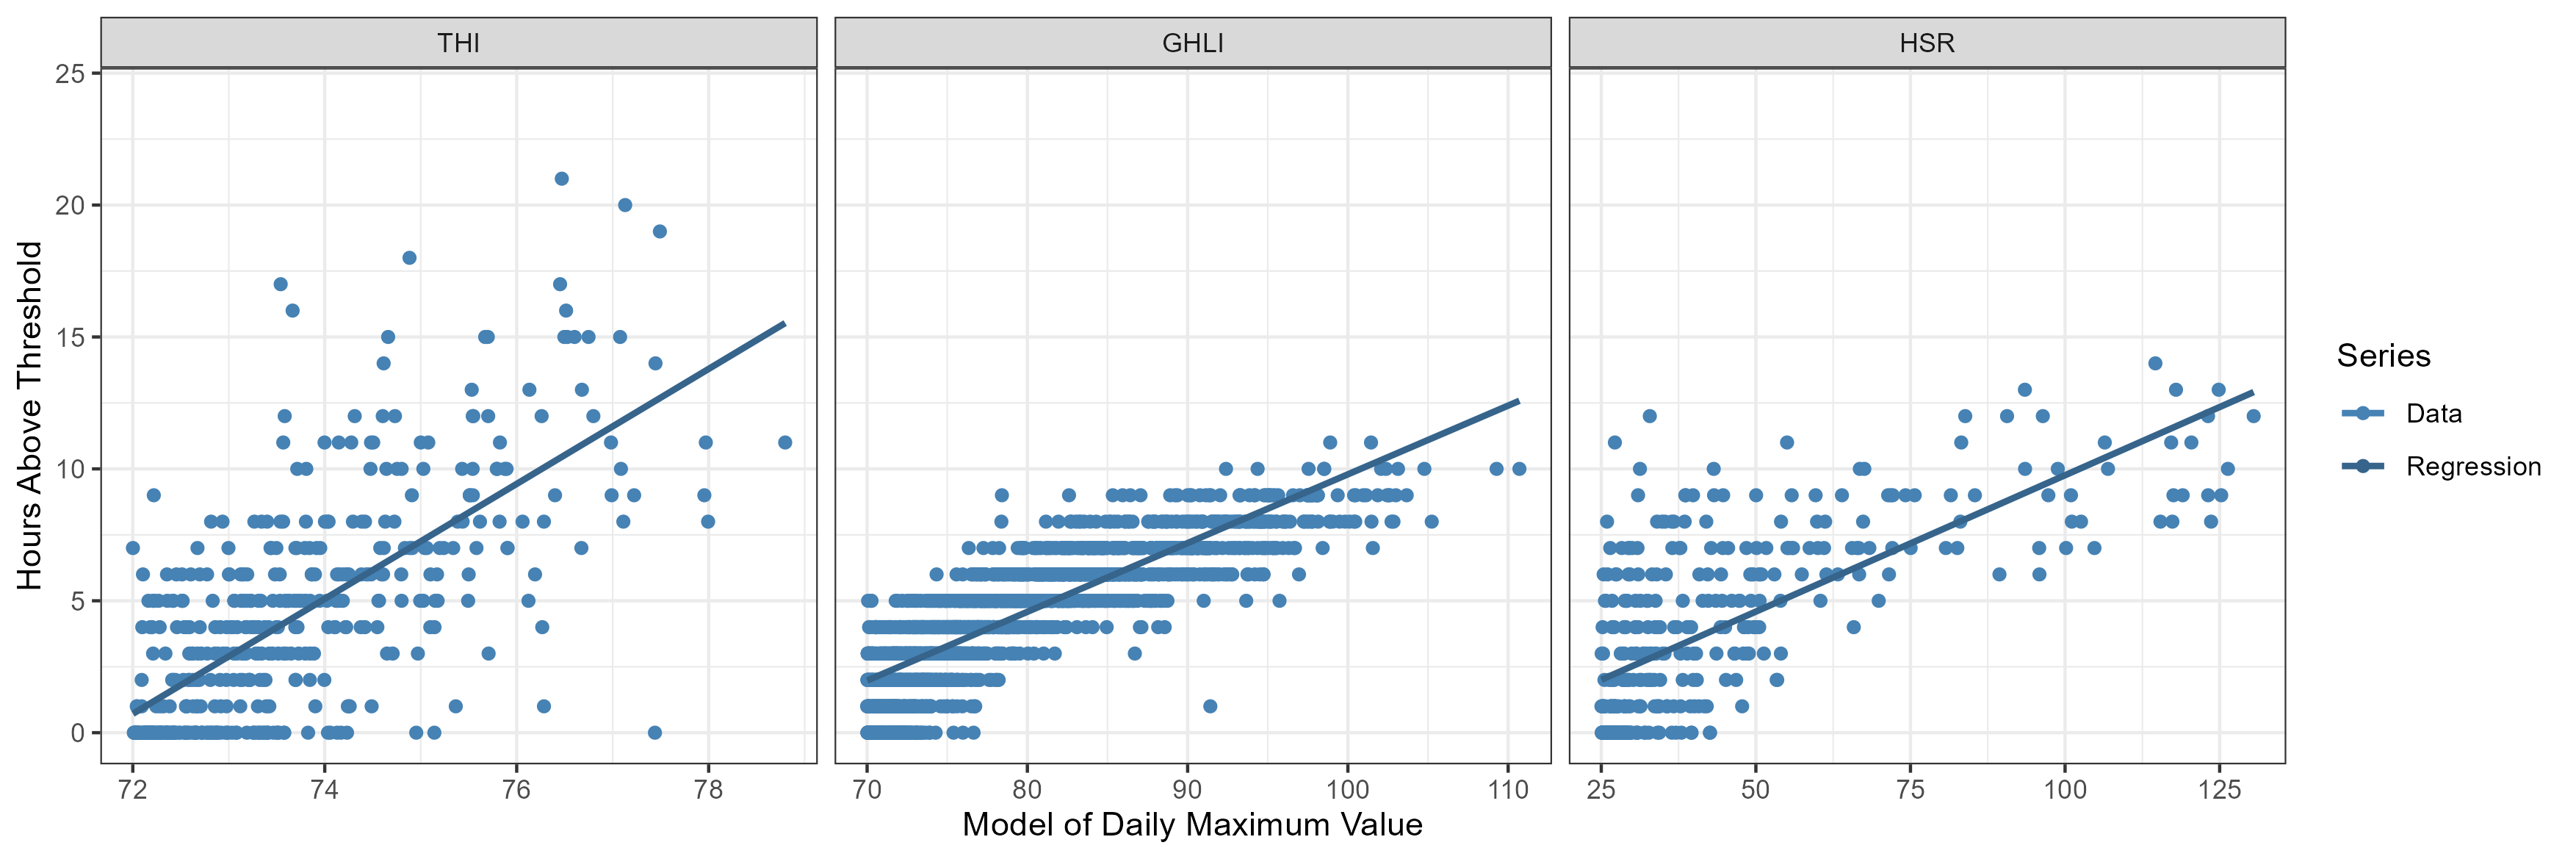 THI
GHLI
HSR
25
20
15
10
5
0
Hours Above Threshold
72 74 76 78
70 80 90 100 110
25 50 75 100 125
Model of Daily Maximum Value
Series
Data
Regression